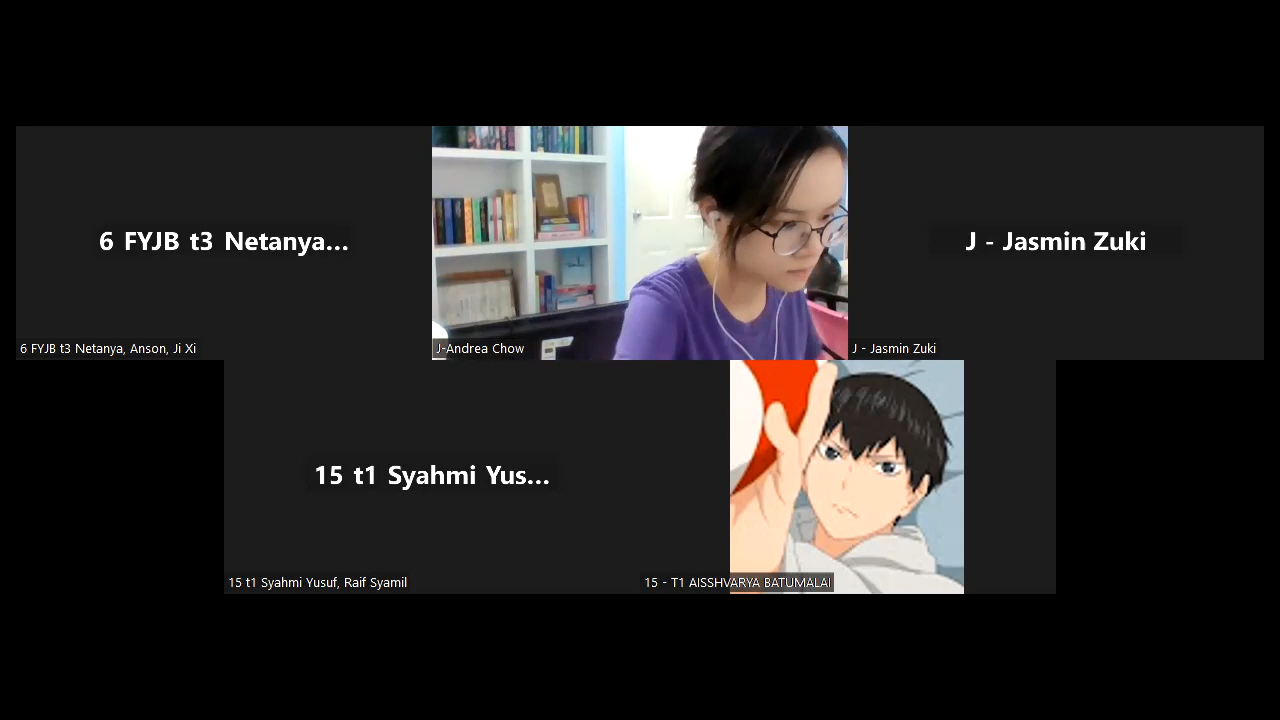 6 FYJB t3 Netanya...
6 FYJB t3 Netanya, Anson, Ji Xi
J-Andrea Chow
J - Jasmin Zuki
J - Jasmin Zuki
15 t1 Syahmi Yus...
15 t1 Syahmi Yusuf, Raif Syamil
15 - T1 AISSHVARYA BATUMALAI